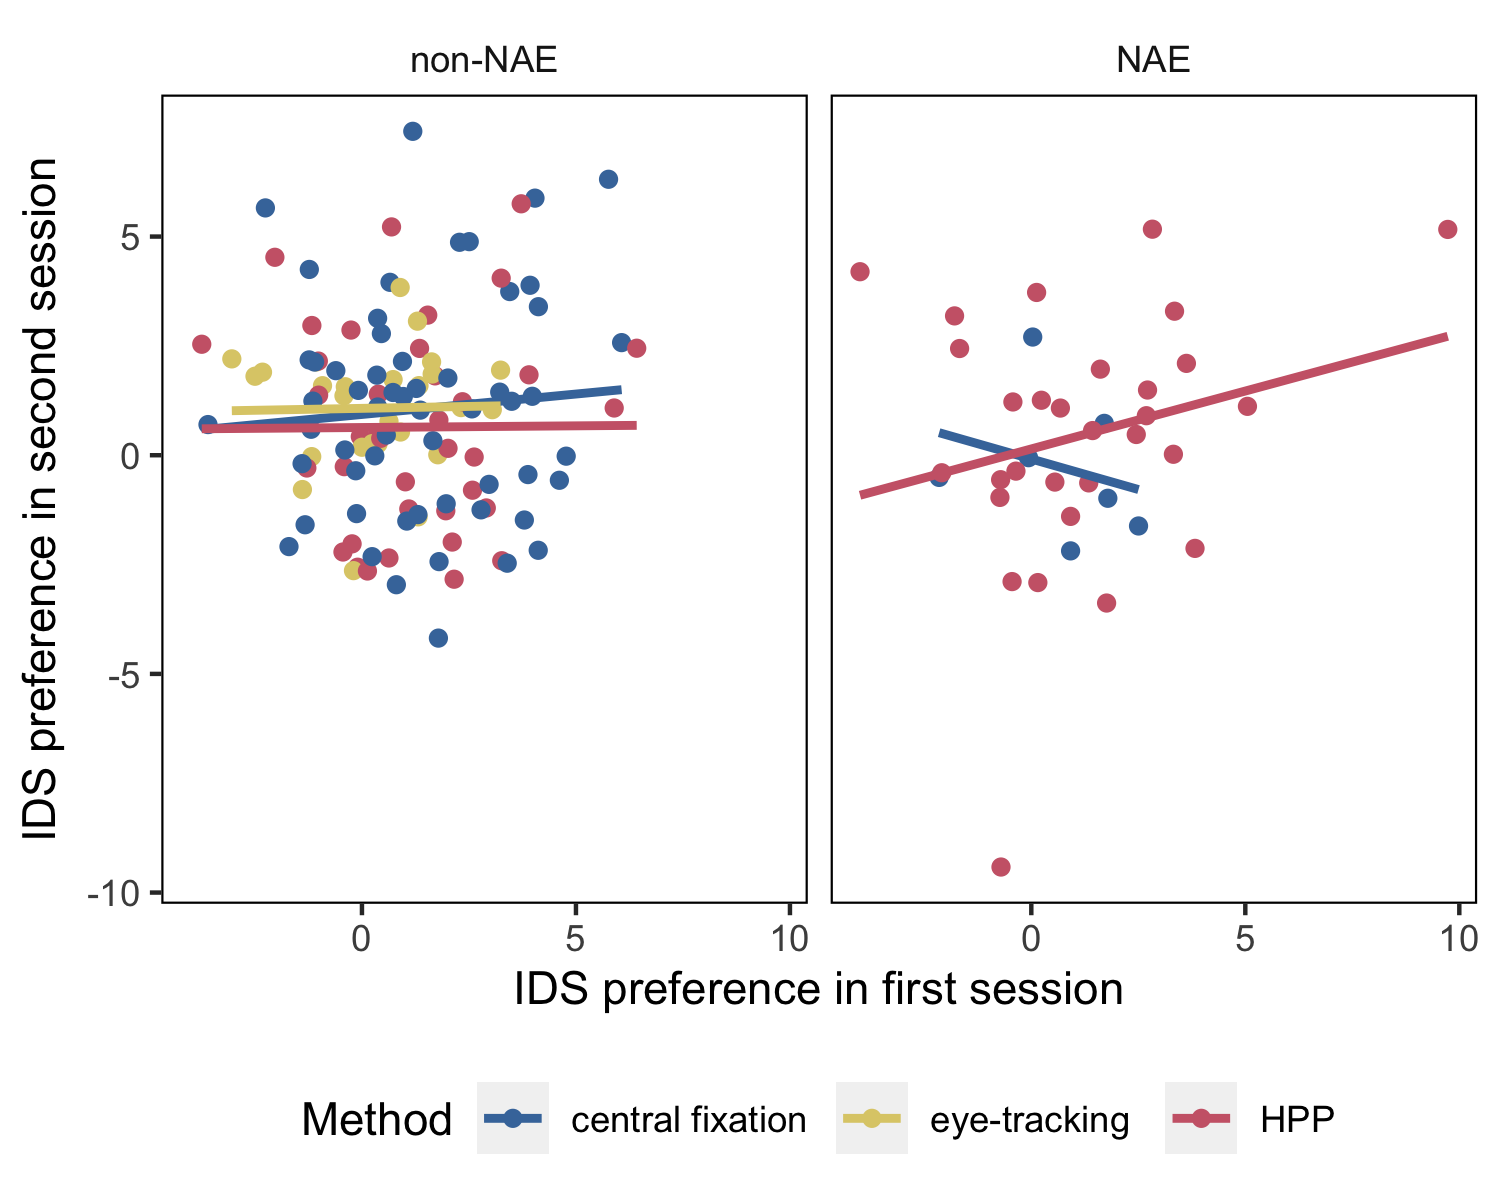 non-NAE
NAE
IDS preference in second session
5
0
-5
-10
0
5
10
0
5
10
IDS preference in first session
Method
central fixation
eye-tracking
HPP